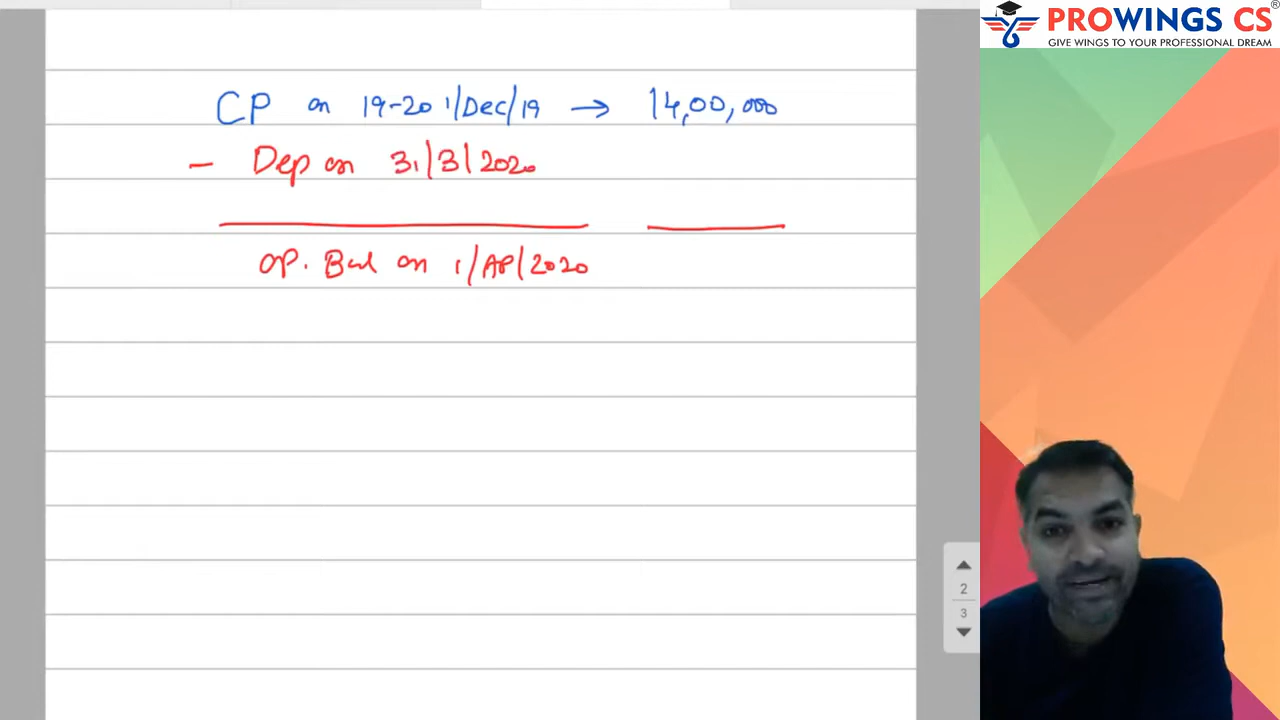 PROWINGS CS®
GIVE WINGS TO YOUR PROFESSIONAL DREAM
CP on 19-20 1/Dec/19 → 14,00,000
- Dep on 31/3/2020
OP. Bal on 1/AP/2020
2
3